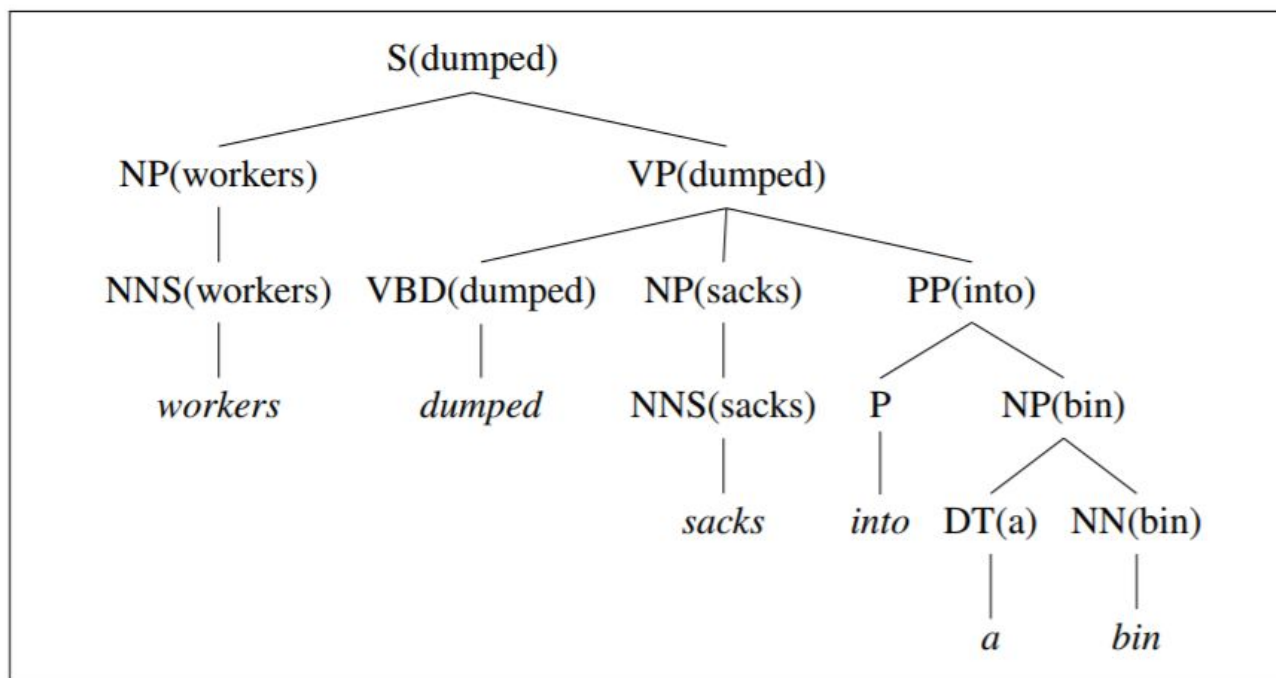 S(dumped)
NP(workers) VP(dumped)
NNS(workers) VBD(dumped) NP(sacks) PP(into)
workers dumped NNS(sacks) P NP(bin)
sacks into DT(a) NN(bin)
a bin